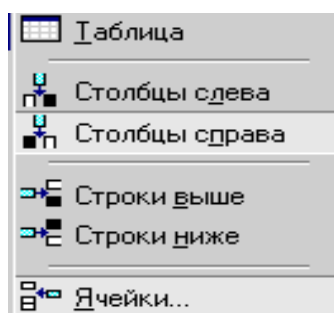 Таблица
Столбцы слева
Столбцы справа
Строки выше
Строки ниже
Ячейки...